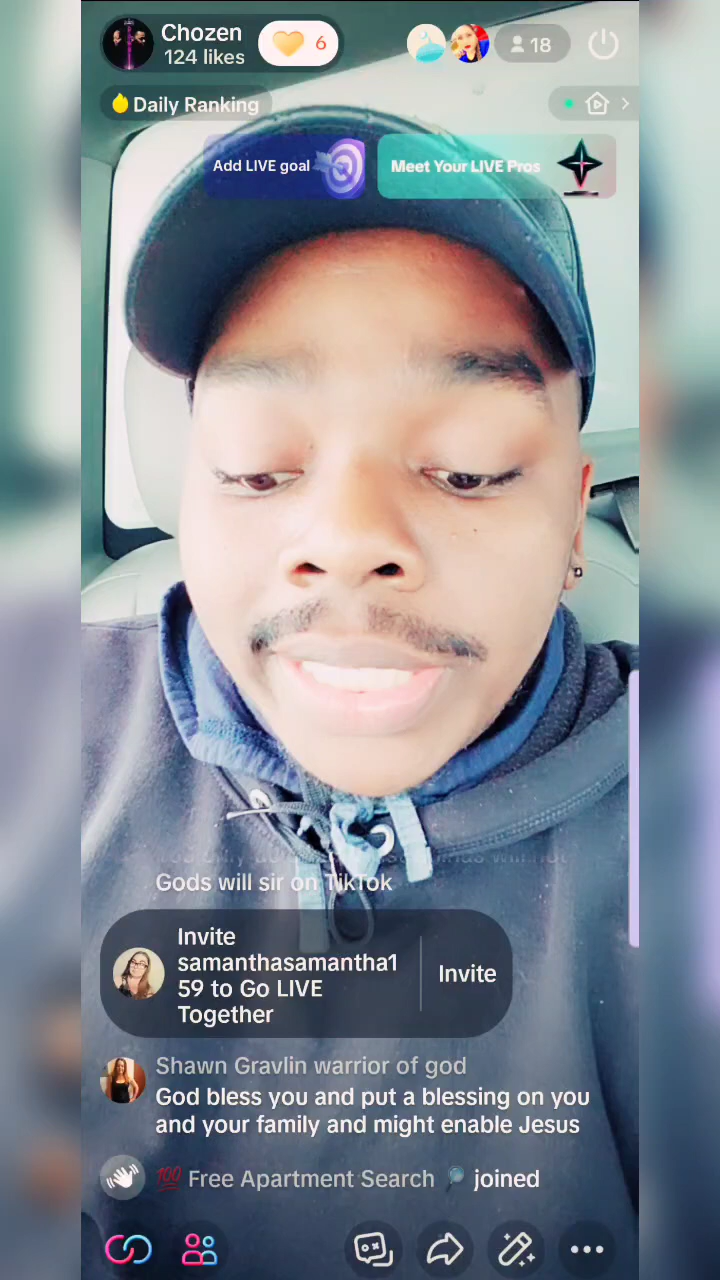 Chozen
124 likes
6
18
Daily Ranking
Add LIVE goal
Meet Your LIVE Pros
Gods will sir on TikTok
Invite
samanthasamantha1
59 to Go LIVE
Together
Invite
Shawn Gravlin warrior of god
God bless you and put a blessing on you
and your family and might enable Jesus
💯 Free Apartment Search 🔎 joined